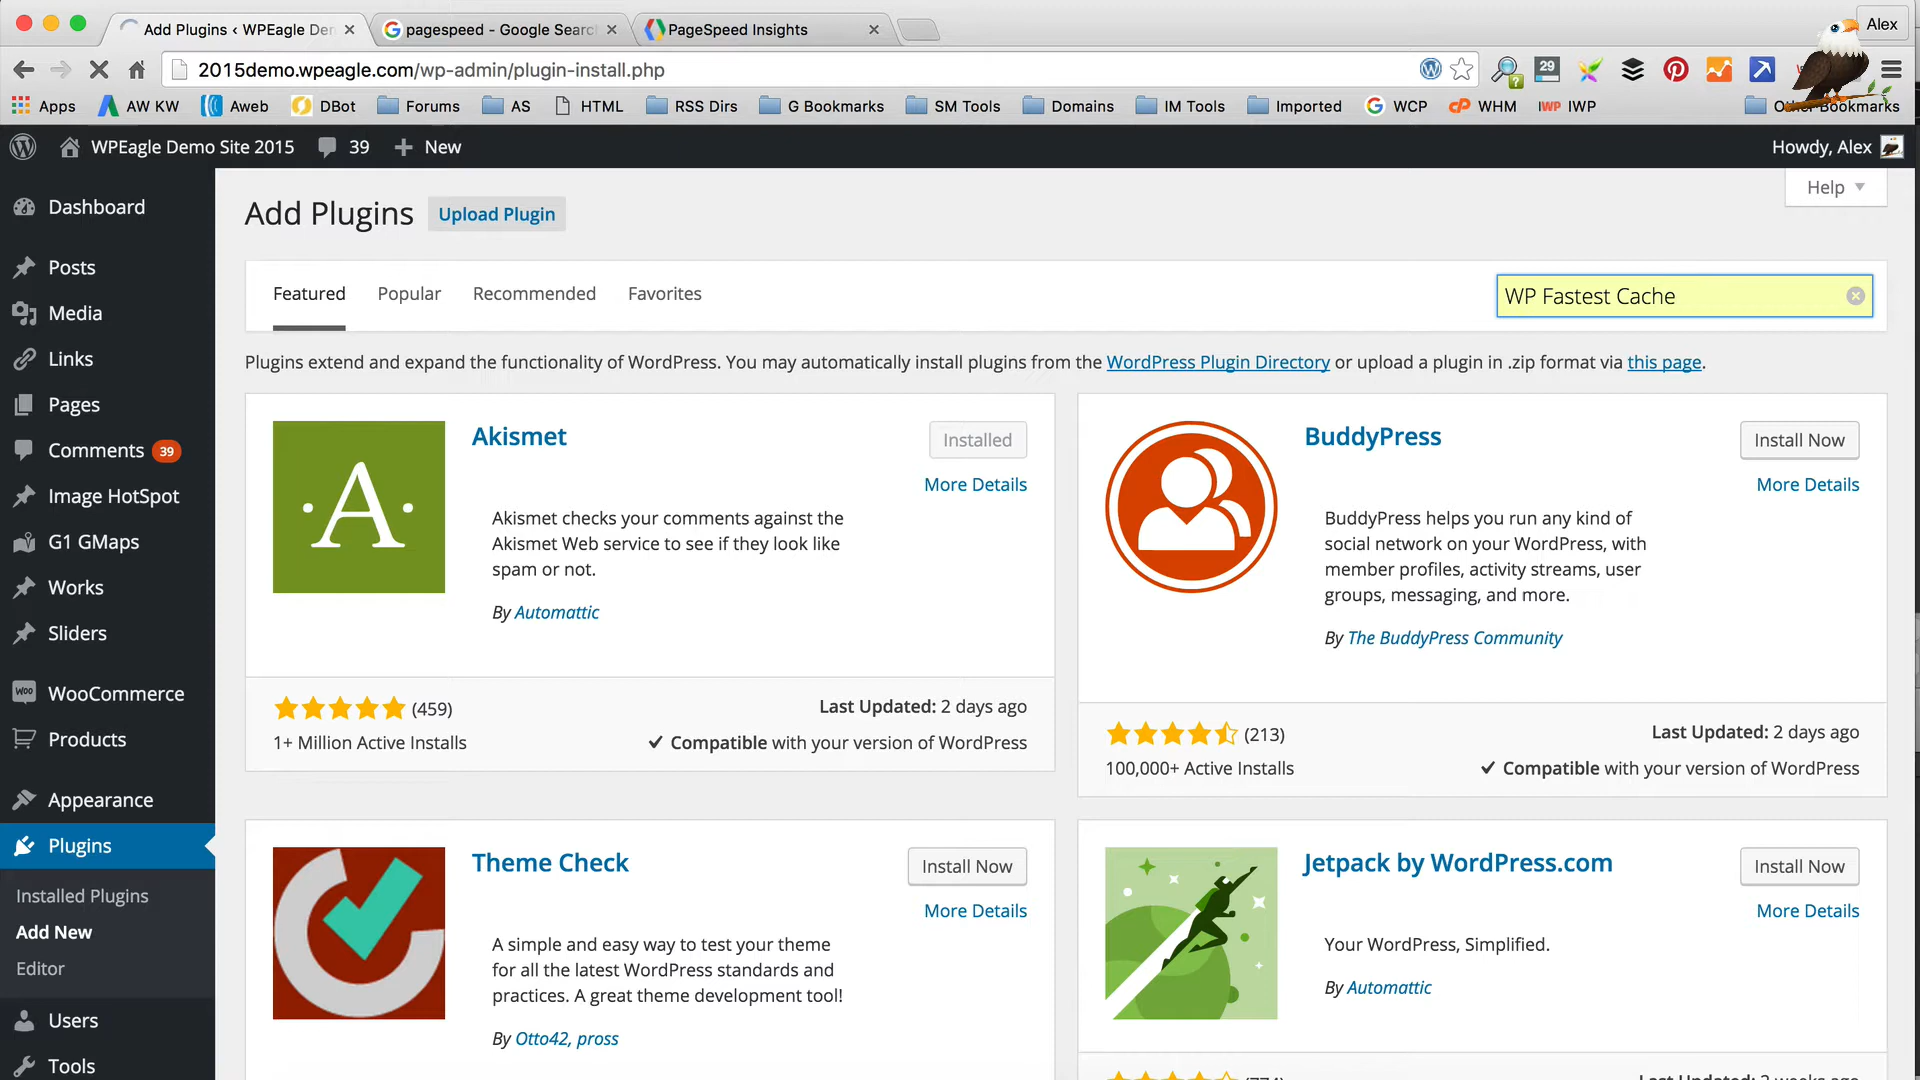 Add Plugins ‹ WPEagle Der
pagespeed - Google Searc
PageSpeed Insights
Alex
2015demo.wpeagle.com/wp-admin/plugin-install.php
29
Apps
AW KW
Aweb
DBot
Forums
AS
HTML
RSS Dirs
G Bookmarks
SM Tools
Domains
IM Tools
Imported
WCP
WHM
IWP IWP
Other Bookmarks
WPEagle Demo Site 2015
39
New
Howdy, Alex
Dashboard
Posts
Media
Links
Pages
Comments 39
Image HotSpot
G1 GMaps
Works
Sliders
WooCommerce
Products
Appearance
Plugins
Installed Plugins
Add New
Editor
Users
Tools
Help
Add Plugins
Upload Plugin
Featured
Popular
Recommended
Favorites
WP Fastest Cache
Plugins extend and expand the functionality of WordPress. You may automatically install plugins from the WordPress Plugin Directory or upload a plugin in .zip format via this page.
A
Akismet
Installed
More Details
Akismet checks your comments against the
Akismet Web service to see if they look like
spam or not.
By Automattic
(459)
1+ Million Active Installs
Last Updated: 2 days ago
Compatible with your version of WordPress
BuddyPress
Install Now
More Details
BuddyPress helps you run any kind of
social network on your WordPress, with
member profiles, activity streams, user
groups, messaging, and more.
By The BuddyPress Community
(213)
100,000+ Active Installs
Last Updated: 2 days ago
Compatible with your version of WordPress
Theme Check
Install Now
More Details
A simple and easy way to test your theme
for all the latest WordPress standards and
practices. A great theme development tool!
By Otto42, pross
Jetpack by WordPress.com
Install Now
More Details
Your WordPress, Simplified.
By Automattic